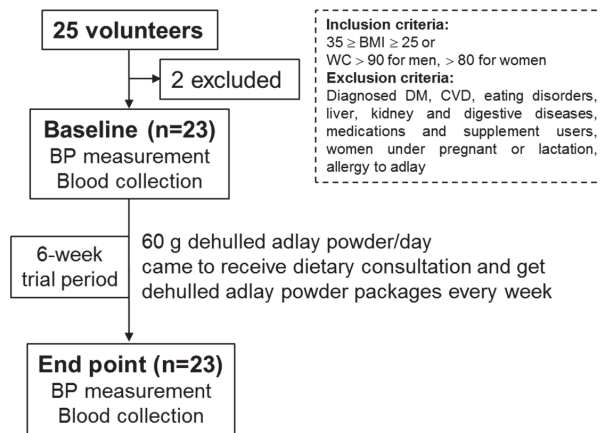 25 volunteers
2 excluded
Inclusion criteria:
35 ≥ BMI ≥ 25 or
WC > 90 for men, > 80 for women
Exclusion criteria:
Diagnosed DM, CVD, eating disorders,
liver, kidney and digestive diseases,
medications and supplement users,
women under pregnant or lactation,
allergy to adlay
Baseline (n=23)
BP measurement
Blood collection
6-week
trial period
60 g dehulled adlay powder/day
came to receive dietary consultation and get
dehulled adlay powder packages every week
End point (n=23)
BP measurement
Blood collection